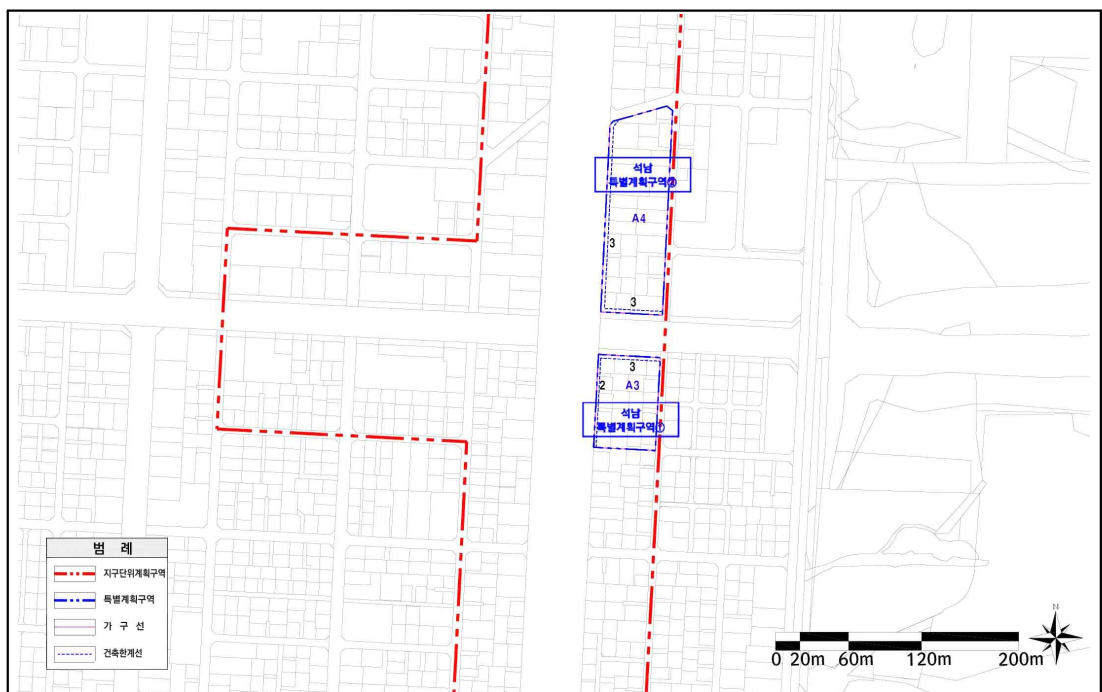 석남
특별계획구역②
A4
3
3
3
2
A3
석남
특별계획구역①
범 례
지구단위계획구역
특별계획구역
가 구 선
건축한계선
N
0 20m 60m 120m 200m